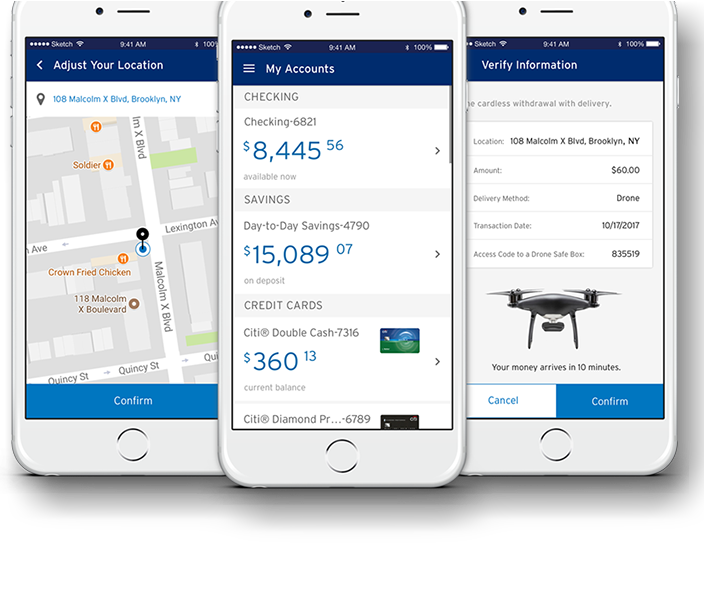 Sketch 9:41 AM 100%
Adjust Your Location
108 Malcolm X Blvd, Brooklyn, NY
lm X Blvd
Soldier
Lexington Ave
n Ave
Crown Fried Chicken
118 Malcolm
X Boulevard
Malcolm X Blvd
Quincy St
Quincy St
Qui
Confirm
Sketch 9:41 AM 100%
My Accounts
CHECKING
Checking-6821
$8,445 56
available now
SAVINGS
Day-to-Day Savings-4790
$15,089 07
on deposit
CREDIT CARDS
Citi® Double Cash-7316
$360 13
current balance
Citi® Diamond Pr...-6789
citi
Sketch 9:41 AM 100%
Verify Information
he cardless withdrawal with delivery.
Location: 108 Malcolm X Blvd, Brooklyn, NY
Amount: $60.00
Delivery Method: Drone
Transaction Date: 10/17/2017
Access Code to a Drone Safe Box: 835519
Your money arrives in 10 minutes.
Cancel Confirm